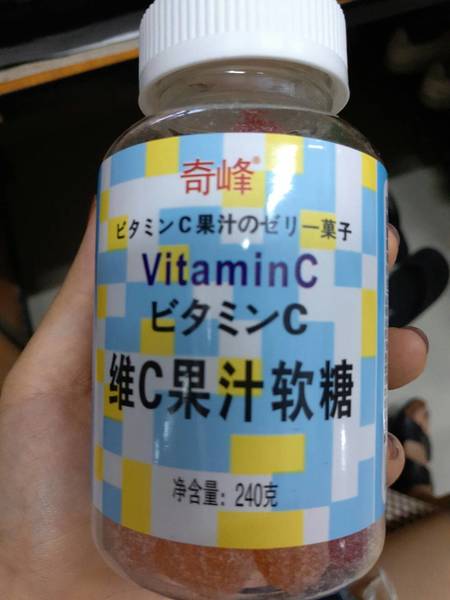 奇峰®
ビタミンC果汁のゼリー菓子
VitaminC
ビタミンC
维C果汁软糖
净含量：240克